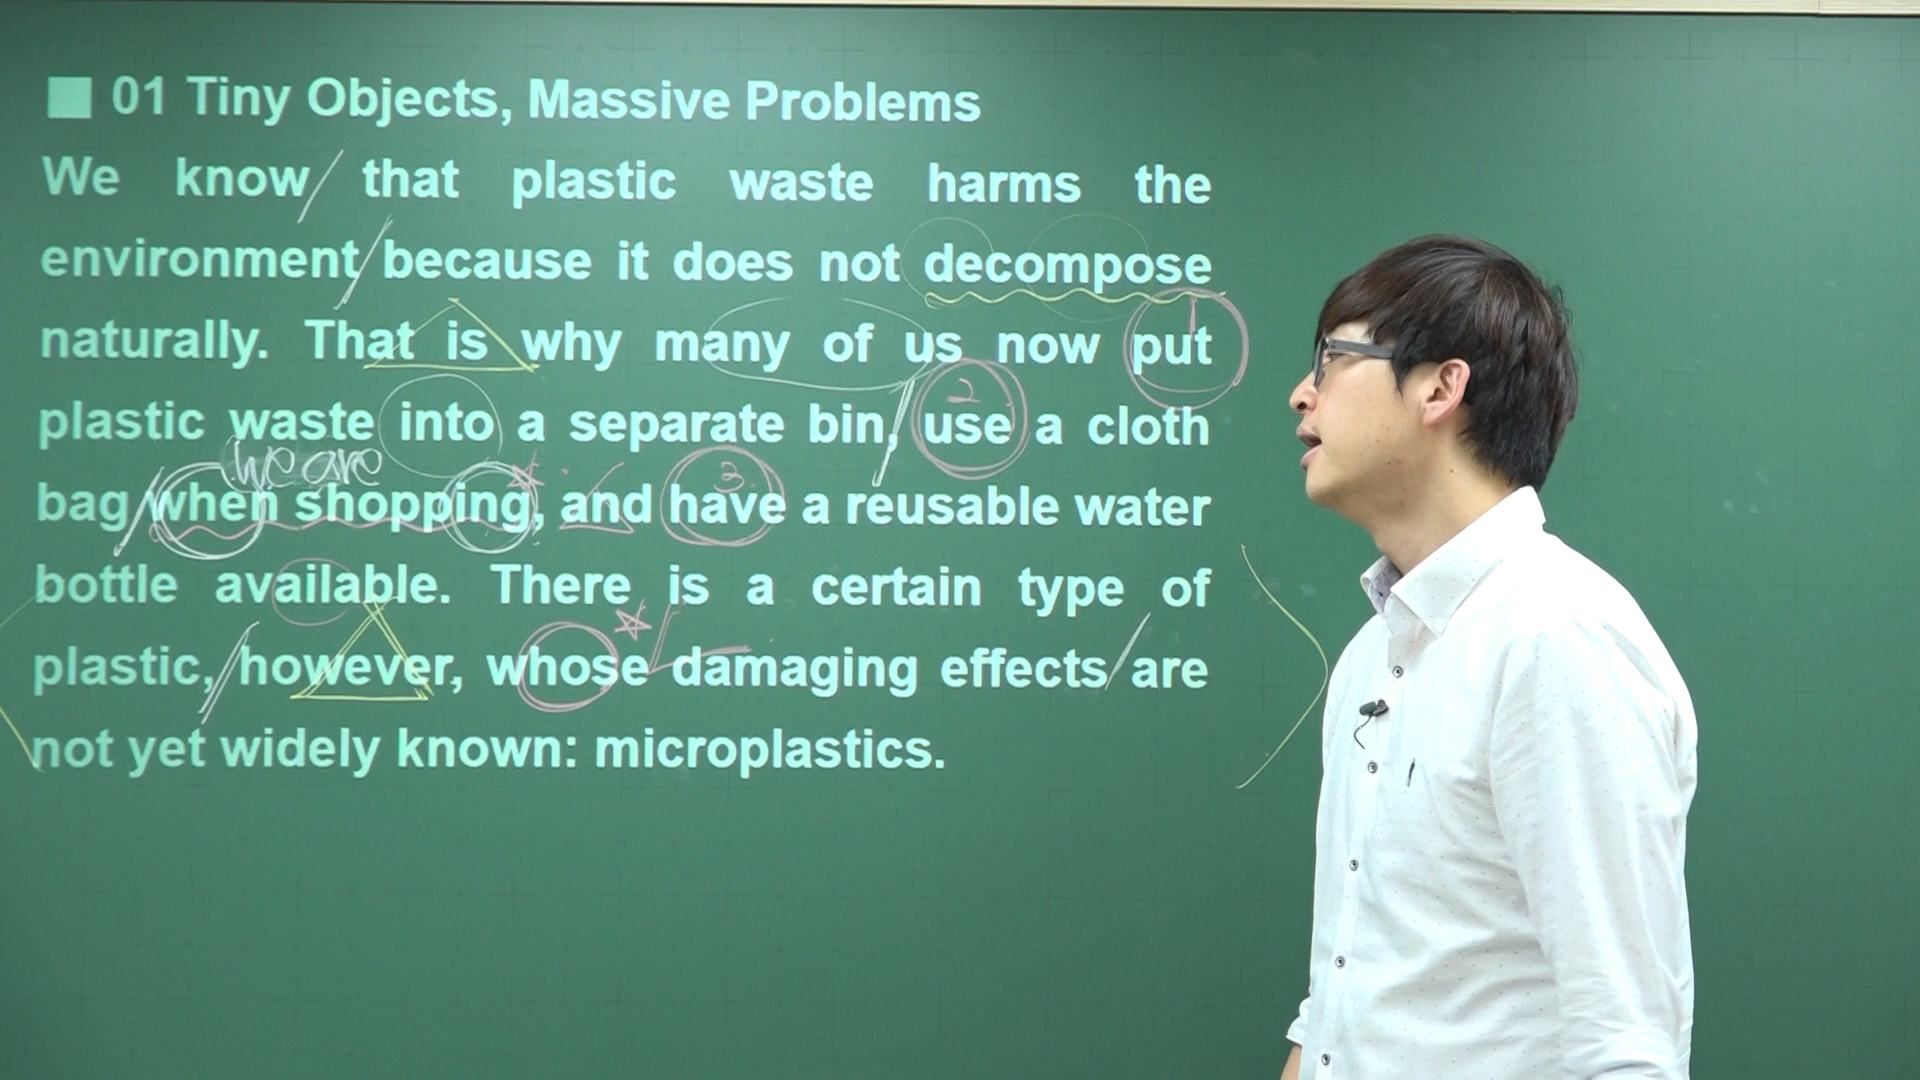 01 Tiny Objects, Massive Problems
We know that plastic waste harms the
environment because it does not decompose
naturally. That is why many of us now put
1
plastic waste into a separate bin, use a cloth
2
we are
bag when shopping, and have a reusable water
3
bottle available. There is a certain type of
plastic, however, whose damaging effects are
not yet widely known: microplastics.